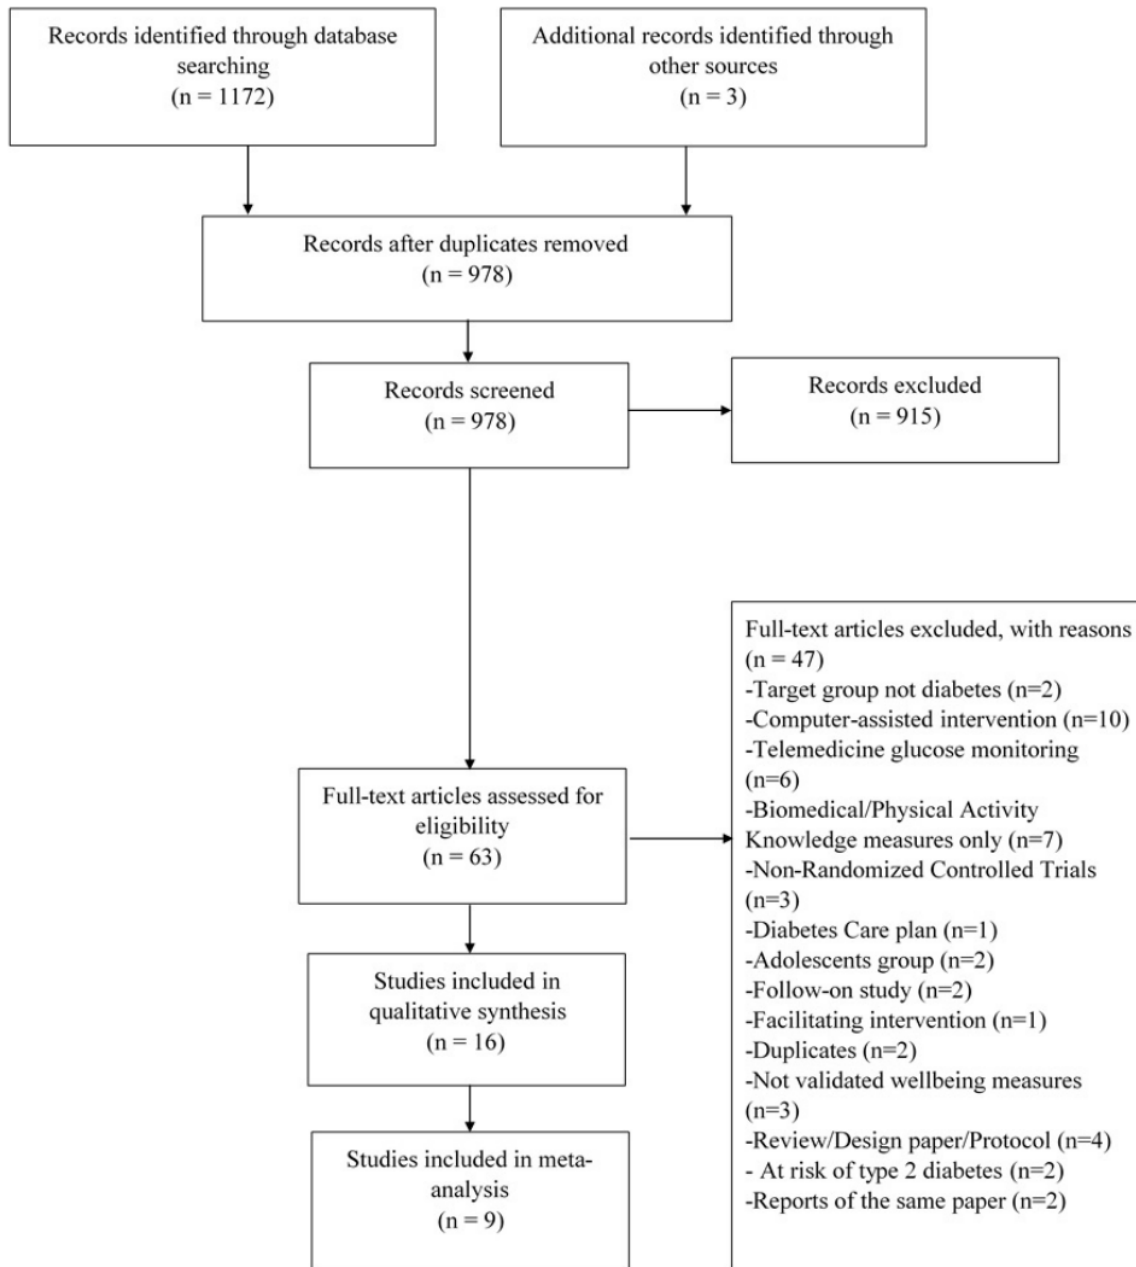 Records identified through database
searching
(n = 1172)
Additional records identified through
other sources
(n = 3)
Records after duplicates removed
(n = 978)
Records screened
(n = 978)
Records excluded
(n = 915)
Full-text articles assessed for
eligibility
(n = 63)
Full-text articles excluded, with reasons
(n = 47)
-Target group not diabetes (n=2)
-Computer-assisted intervention (n=10)
-Telemedicine glucose monitoring
(n=6)
-Biomedical/Physical Activity
Knowledge measures only (n=7)
-Non-Randomized Controlled Trials
(n=3)
-Diabetes Care plan (n=1)
-Adolescents group (n=2)
-Follow-on study (n=2)
-Facilitating intervention (n=1)
-Duplicates (n=2)
-Not validated wellbeing measures
(n=3)
-Review/Design paper/Protocol (n=4)
- At risk of type 2 diabetes (n=2)
-Reports of the same paper (n=2)
Studies included in
qualitative synthesis
(n = 16)
Studies included in meta-
analysis
(n = 9)